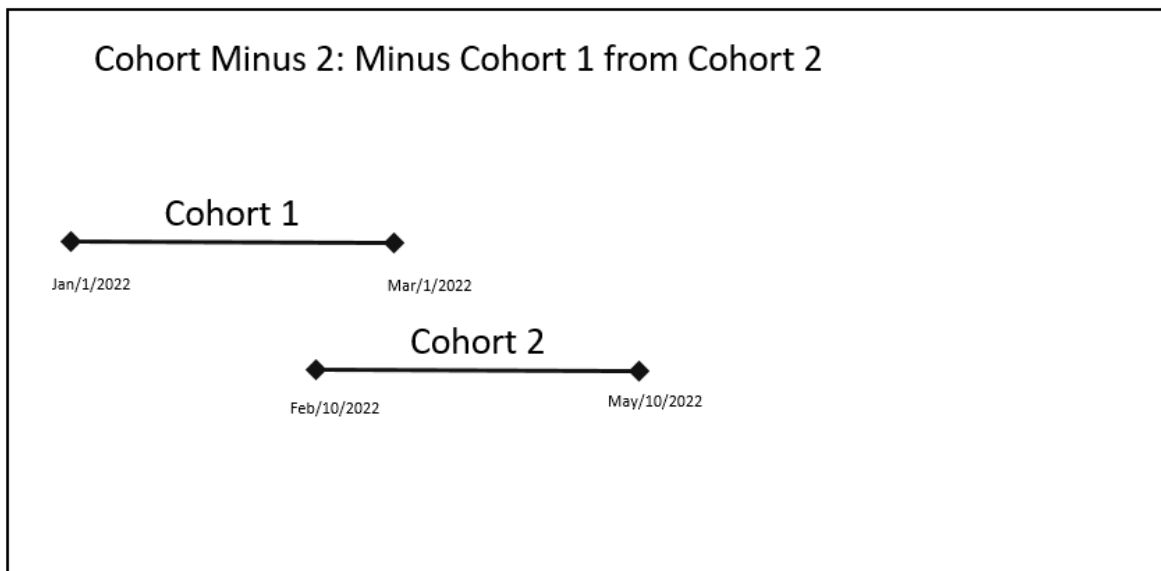 Cohort Minus 2: Minus Cohort 1 from Cohort 2
Cohort 1
Jan/1/2022
Mar/1/2022
Cohort 2
Feb/10/2022
May/10/2022